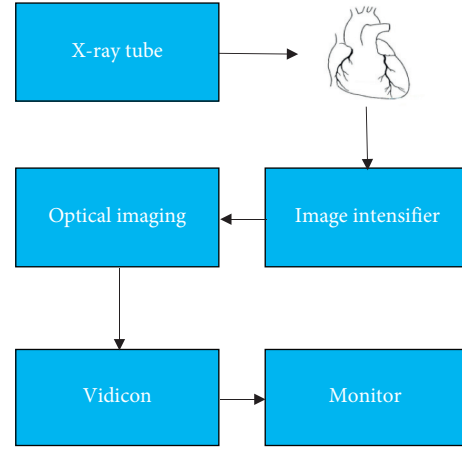 X-ray tube
Optical imaging
Image intensifier
Vidicon
Monitor